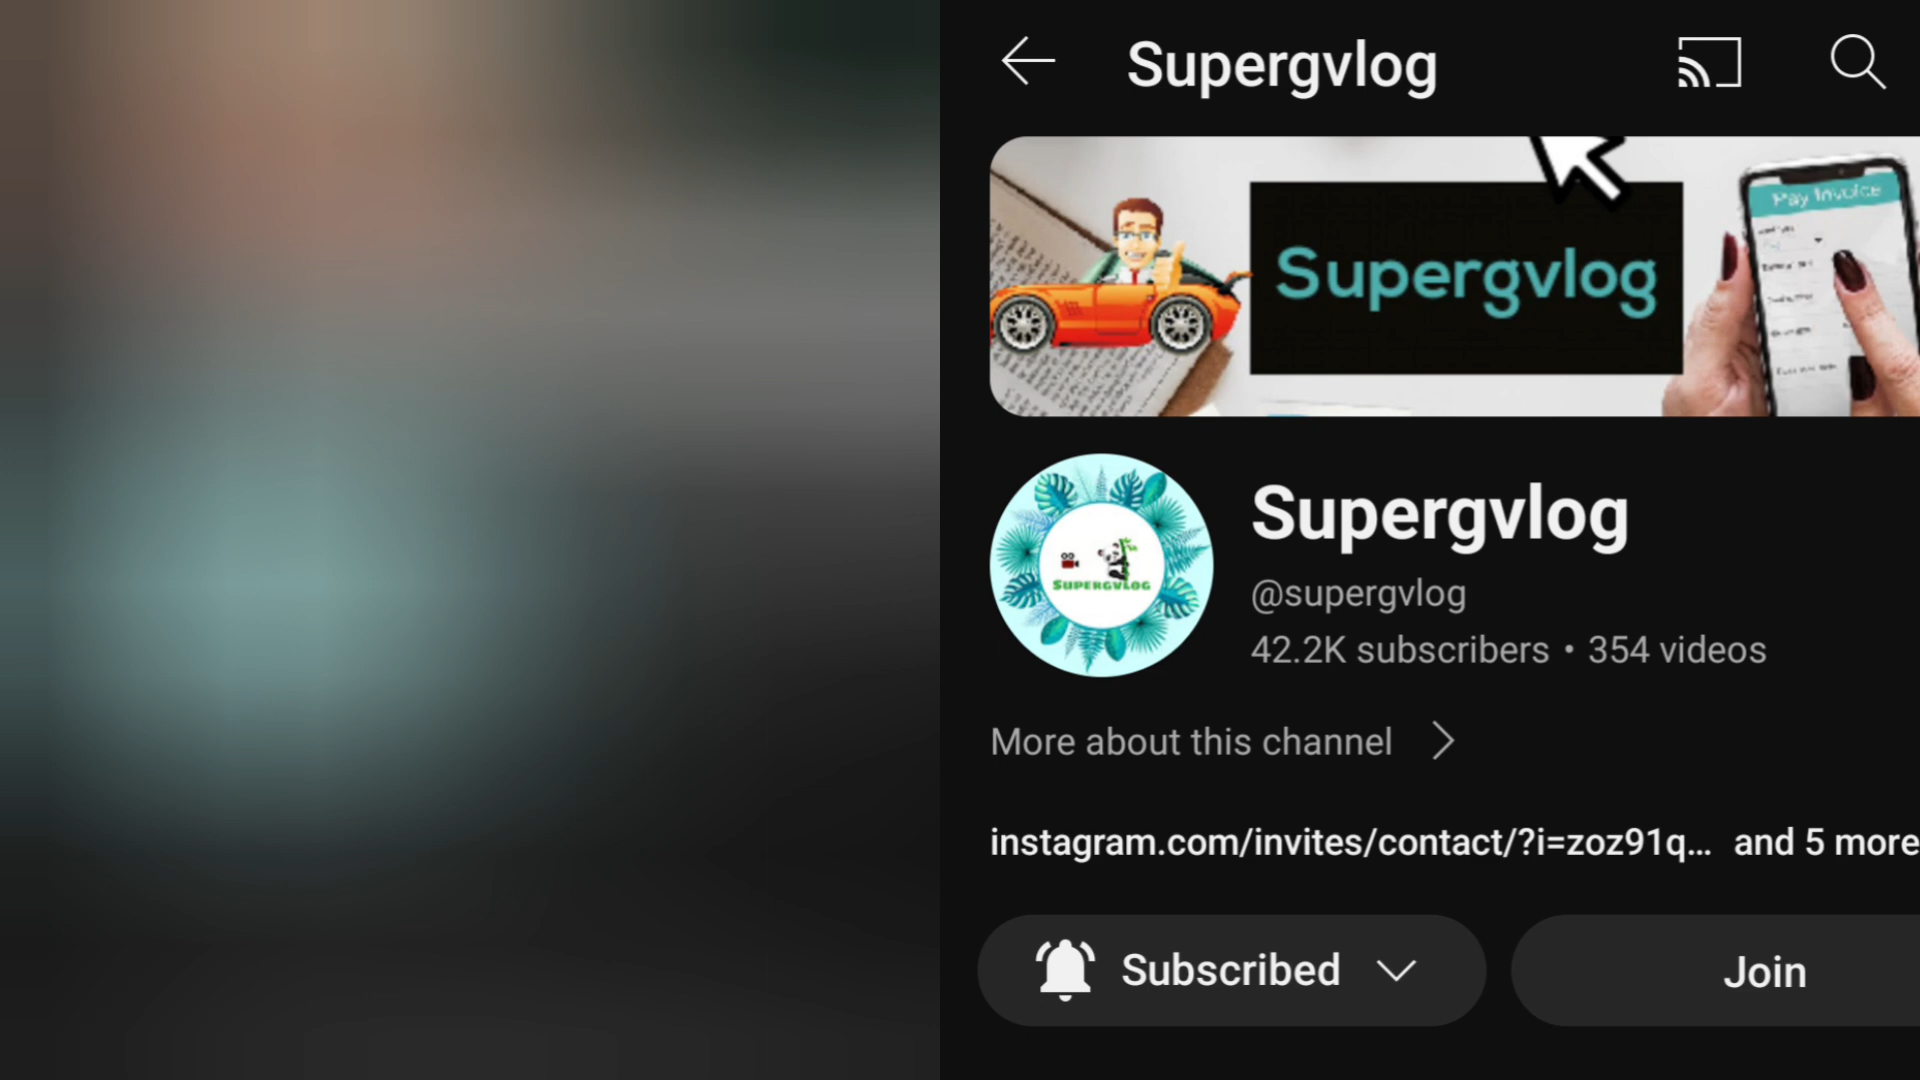 Supergvlog
Pay Invoice
Supergvlog
SUPERGVLOG
Supergvlog
@supergvlog
42.2K subscribers • 354 videos
More about this channel
instagram.com/invites/contact/?i=zoz91q... and 5 more
Subscribed
Join